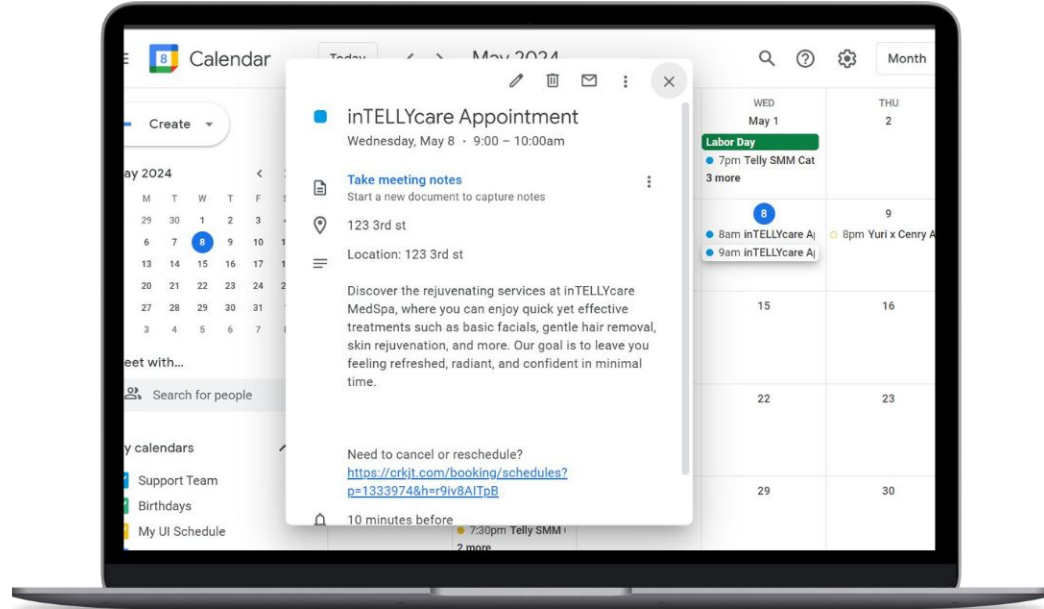 8 Calendar
Today
May 2024
Month
Create
ay 2024
M T W T F
29 30 1 2 3
6 7 8 9 10
13 14 15 16 17
20 21 22 23 24
27 28 29 30 31
3 4 5 6 7
eet with...
Search for people
y calendars
Support Team
Birthdays
My UI Schedule
inTELLYcare Appointment
Wednesday, May 8 · 9:00 – 10:00am
Take meeting notes
Start a new document to capture notes
123 3rd st
Location: 123 3rd st
Discover the rejuvenating services at inTELLYcare
MedSpa, where you can enjoy quick yet effective
treatments such as basic facials, gentle hair removal,
skin rejuvenation, and more. Our goal is to leave you
feeling refreshed, radiant, and confident in minimal
time.
Need to cancel or reschedule?
https://crkjt.com/booking/schedules?
p=1333974&h=r9iv8AITpB
10 minutes before
7:30pm Telly SMM
2 more
WED THU
May 1 2
Labor Day
7pm Telly SMM Cat
3 more
8 9
8am inTELLYcare A
8pm Yuri x Cenry A
9am inTELLYcare A
15 16
22 23
29 30